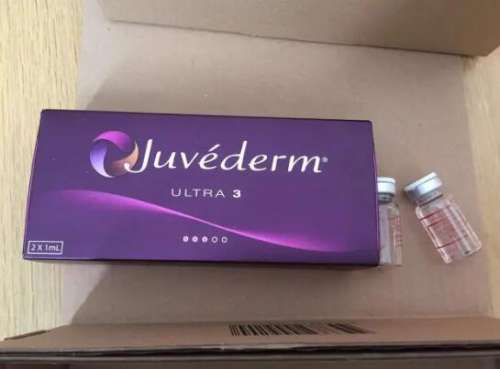 Juvéderm®
ULTRA 3
2 X 1mL